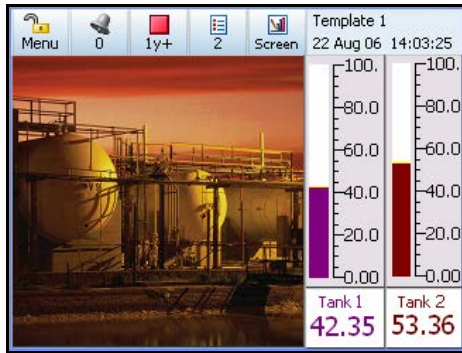 Menu
0
1y+
2
Screen
Template 1
22 Aug 06 14:03:25
100. 100.
80.0 80.0
60.0 60.0
40.0 40.0
20.0 20.0
0.00 0.00
Tank 1 Tank 2
42.35 53.36